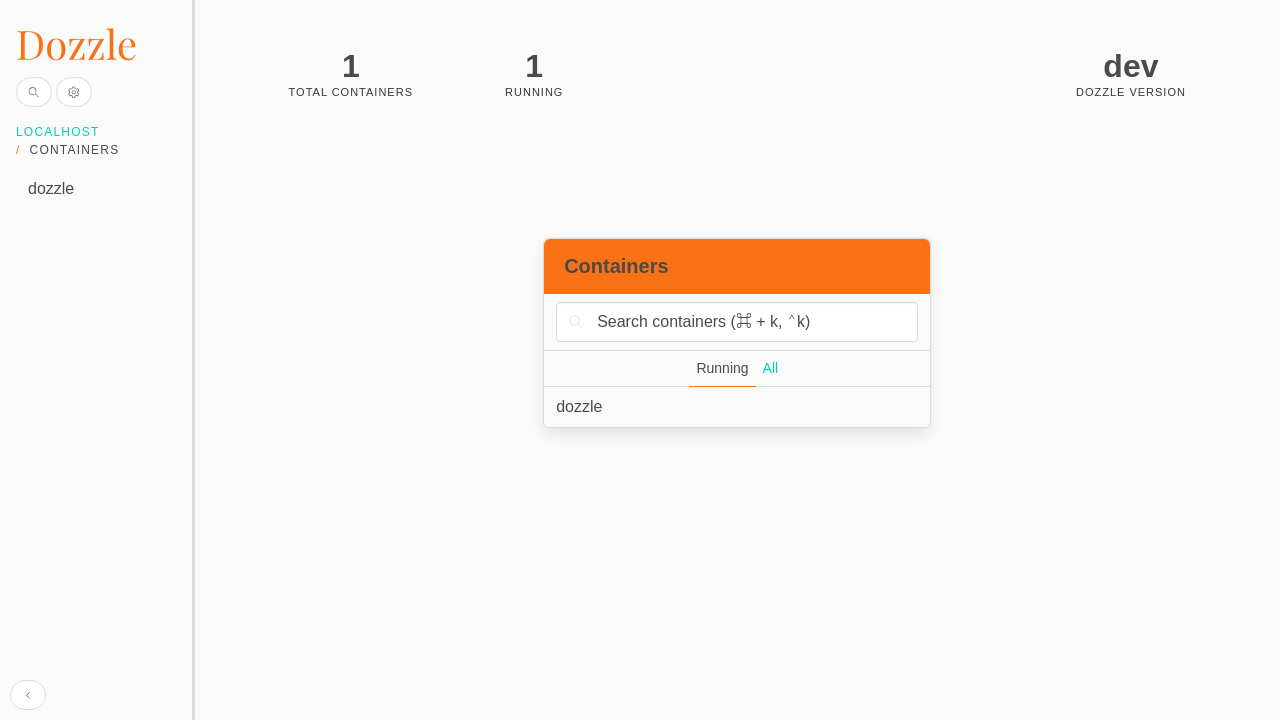 Dozzle
LOCALHOST
/ CONTAINERS
dozzle
1
TOTAL CONTAINERS
1
RUNNING
dev
DOZZLE VERSION
Containers
Search containers (⌘ + k, ⌃k)
Running All
dozzle